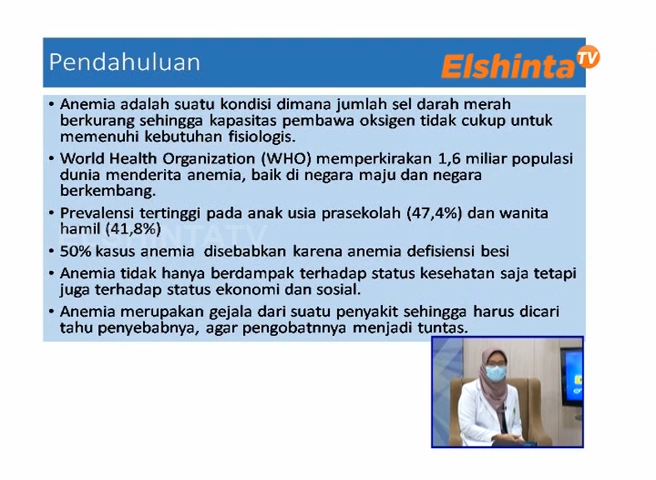 Pendahuluan
Elshinta TV
• Anemia adalah suatu kondisi dimana jumlah sel darah merah
berkurang sehingga kapasitas pembawa oksigen tidak cukup untuk
memenuhi kebutuhan fisiologis.
• World Health Organization (WHO) memperkirakan 1,6 miliar populasi
dunia menderita anemia, baik di negara maju dan negara
berkembang.
• Prevalensi tertinggi pada anak usia prasekolah (47,4%) dan wanita
hamil (41,8%)
ELSHINTATV
• 50% kasus anemia disebabkan karena anemia defisiensi besi
• Anemia tidak hanya berdampak terhadap status kesehatan saja tetapi
juga terhadap status ekonomi dan sosial.
• Anemia merupakan gejala dari suatu penyakit sehingga harus dicari
tahu penyebabnya, agar pengobatnnya menjadi tuntas.